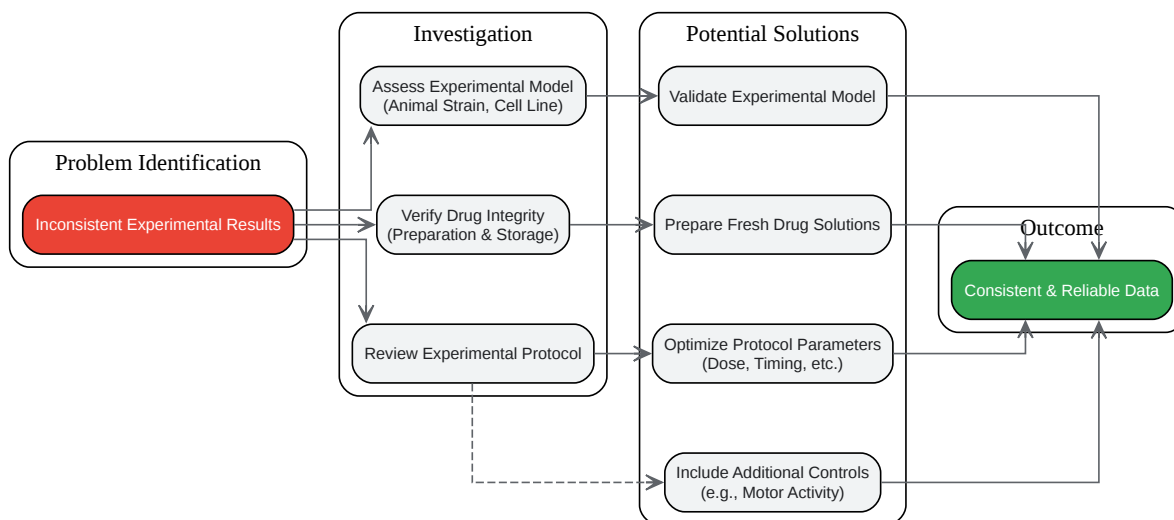 Problem Identification
Inconsistent Experimental Results
Investigation
Assess Experimental Model
(Animal Strain, Cell Line)
Verify Drug Integrity
(Preparation & Storage)
Review Experimental Protocol
Potential Solutions
Validate Experimental Model
Prepare Fresh Drug Solutions
Optimize Protocol Parameters
(Dose, Timing, etc.)
Include Additional Controls
(e.g., Motor Activity)
Outcome
Consistent & Reliable Data